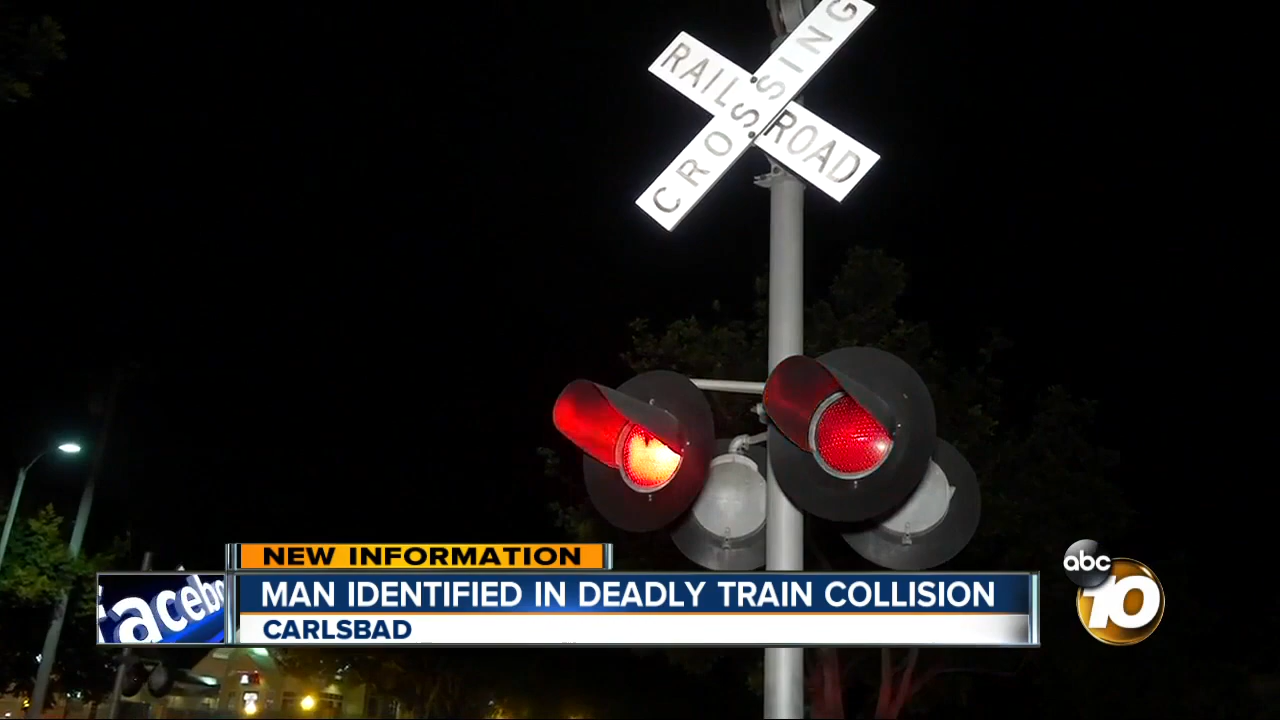 RAIL ROAD
CROSSING
NEW INFORMATION
MAN IDENTIFIED IN DEADLY TRAIN COLLISION
CARLSBAD
abc
10